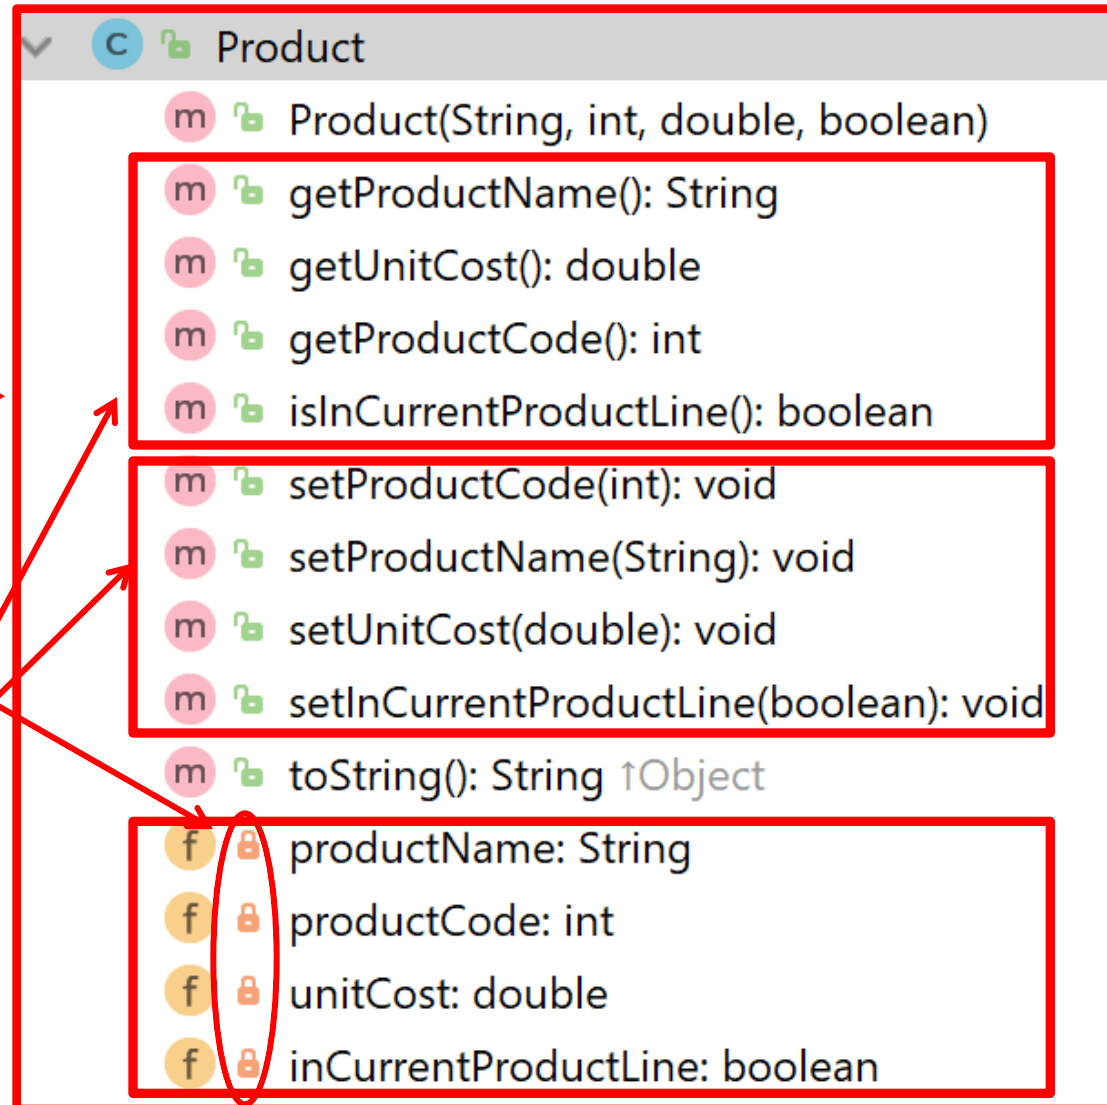 C Product
m Product(String, int, double, boolean)
m getProductName(): String
m getUnitCost(): double
m getProductCode(): int
m isInCurrentProductLine(): boolean
m setProductCode(int): void
m setProductName(String): void
m setUnitCost(double): void
m setInCurrentProductLine(boolean): void
m toString(): String ↑Object
f productName: String
f productCode: int
f unitCost: double
f inCurrentProductLine: boolean